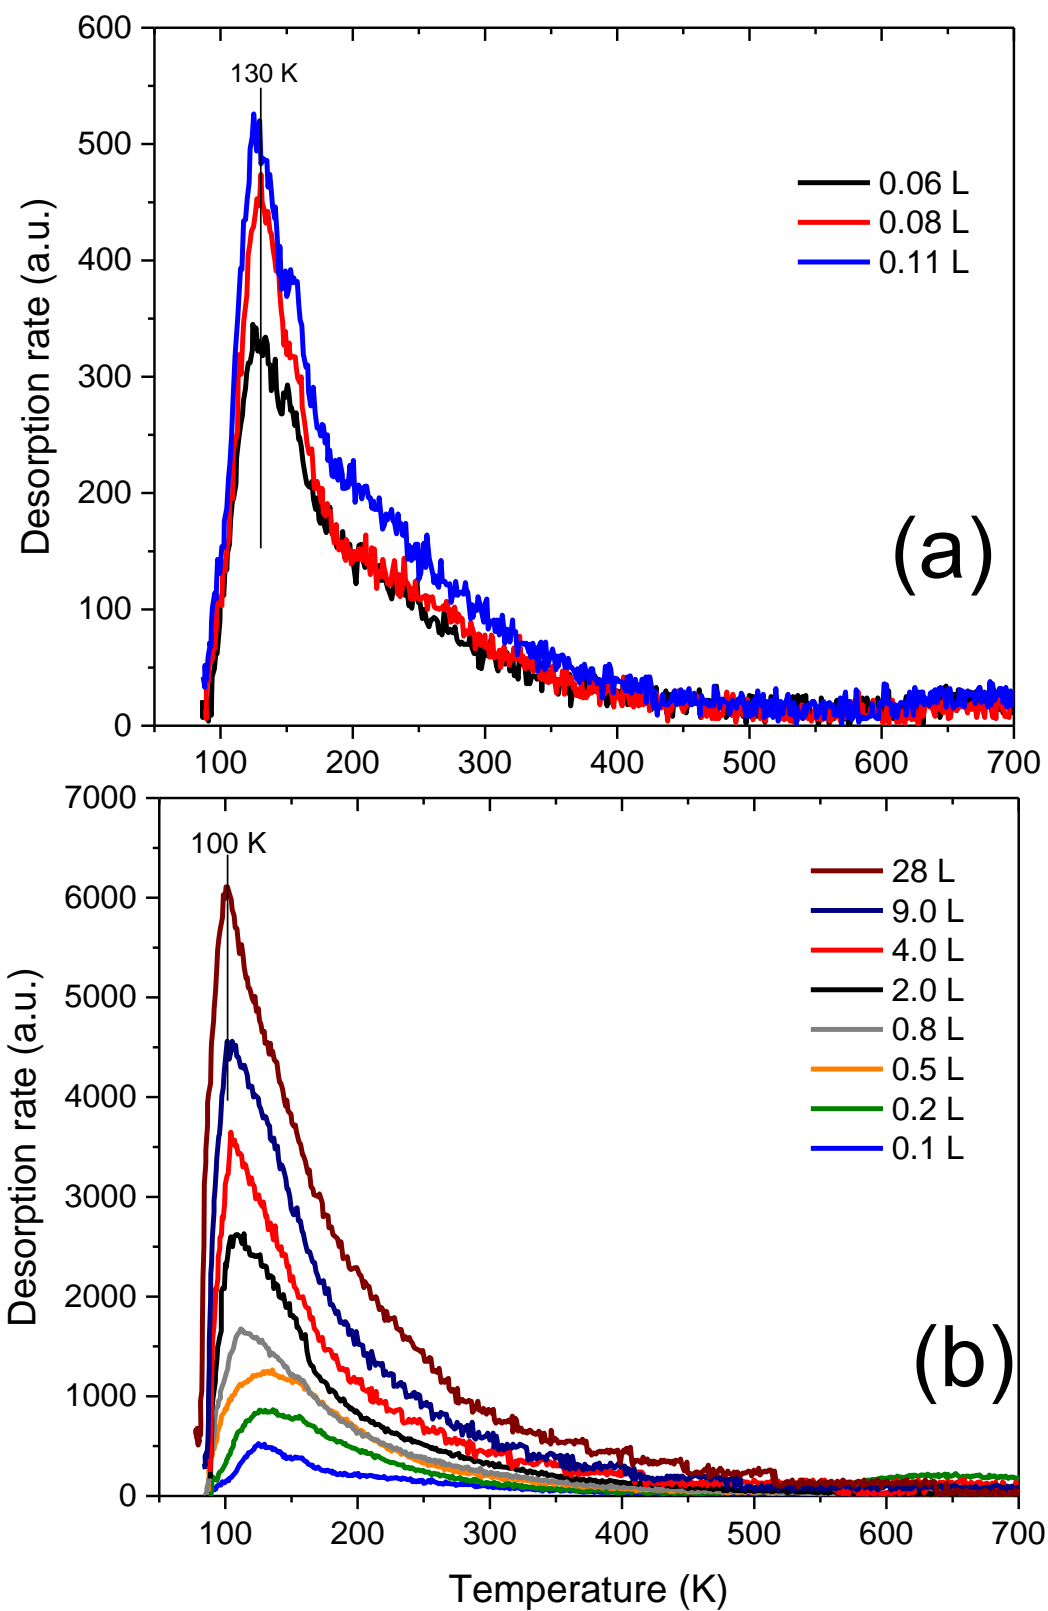 600
500
400
300
200
100
0
Desorption rate (a.u.)
130 K
0.06 L
0.08 L
0.11 L
(a)
100 200 300 400 500 600 700
7000
6000
5000
4000
3000
2000
1000
0
Desorption rate (a.u.)
100 K
28 L
9.0 L
4.0 L
2.0 L
0.8 L
0.5 L
0.2 L
0.1 L
(b)
100 200 300 400 500 600 700
Temperature (K)